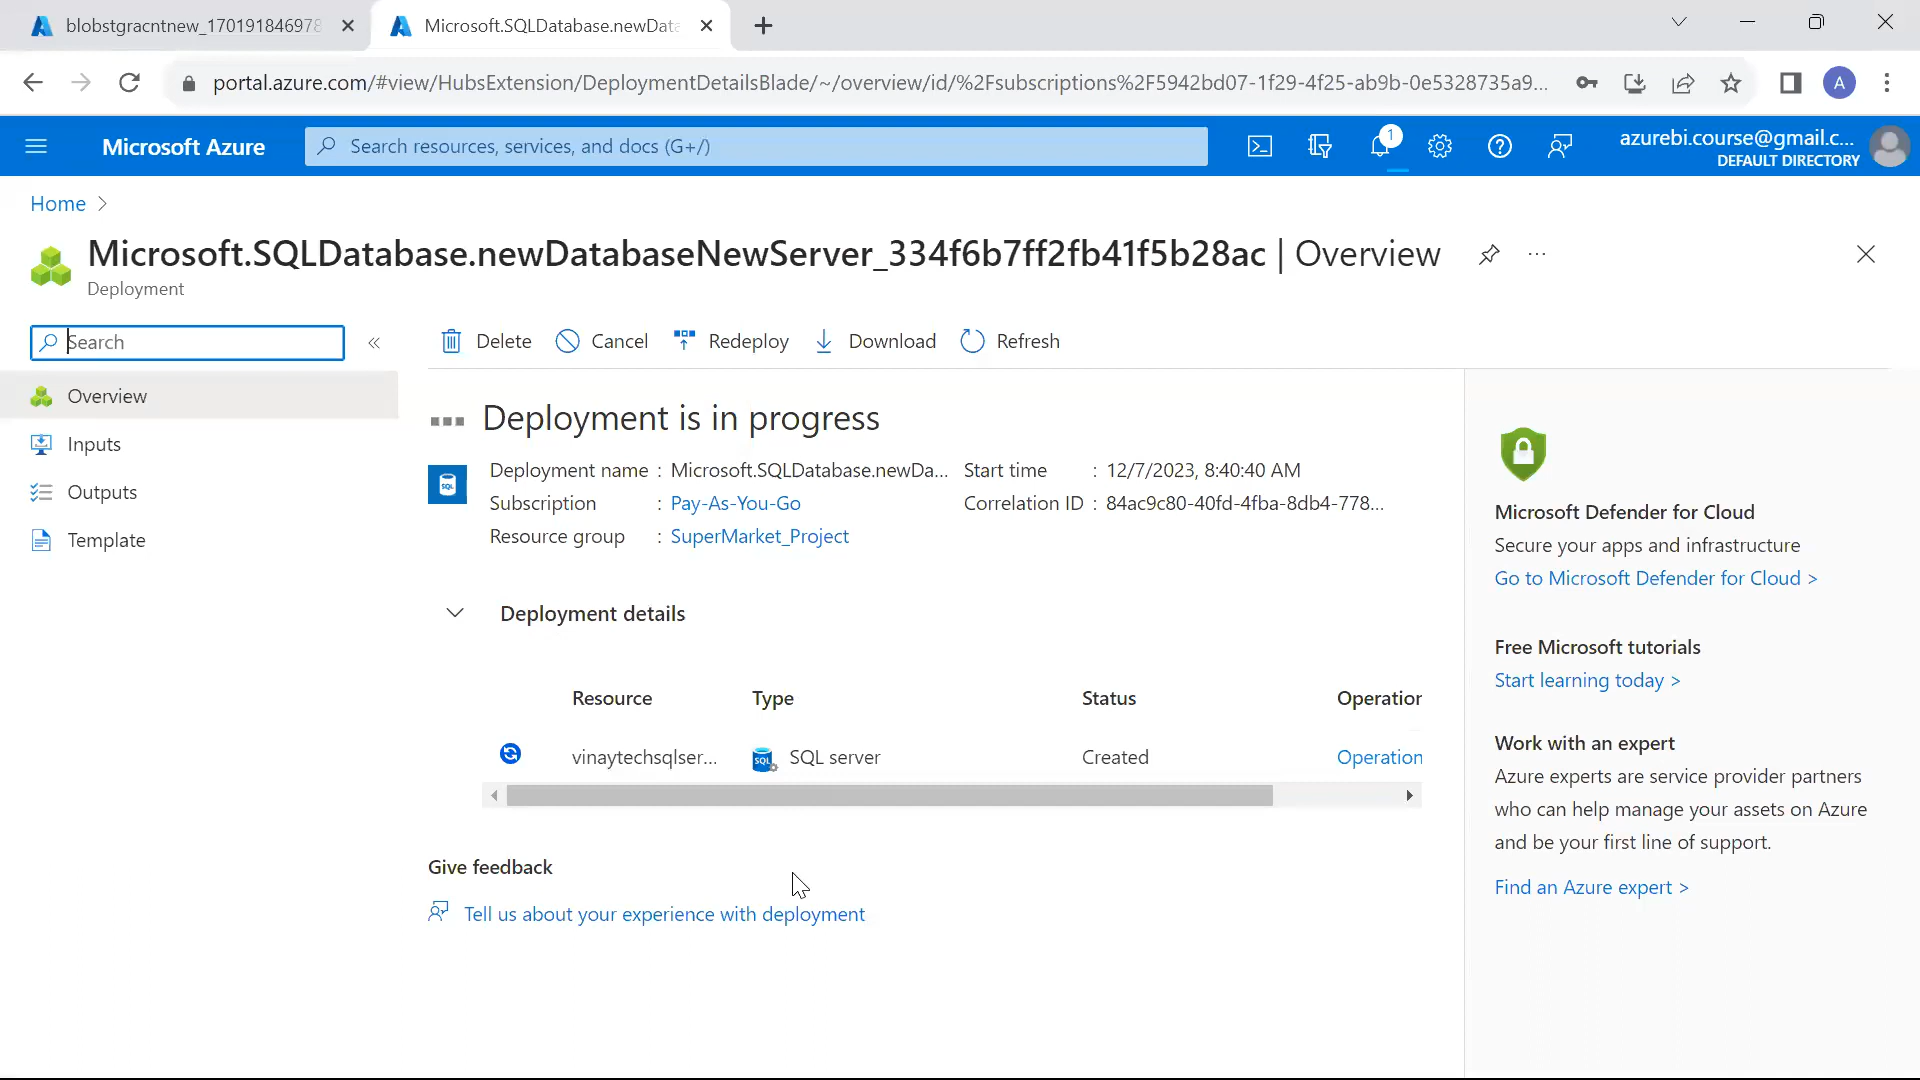 blobstgracntnew_170191846978
Microsoft.SQLDatabase.newData
portal.azure.com/#view/HubsExtension/DeploymentDetailsBlade/~/overview/id/%2Fsubscriptions%2F5942bd07-1f29-4f25-ab9b-0e5328735a9...
A
Microsoft Azure
Search resources, services, and docs (G+/)
1
azurebi.course@gmail.c...
DEFAULT DIRECTORY
Home
Microsoft.SQLDatabase.newDatabaseNewServer_334f6b7ff2fb41f5b28ac | Overview
...
Deployment
Search
Delete
Cancel
Redeploy
Download
Refresh
Overview
Inputs
Outputs
Template
Deployment is in progress
SQL
Deployment name : Microsoft.SQLDatabase.newDa...
Start time : 12/7/2023, 8:40:40 AM
Subscription : Pay-As-You-Go
Correlation ID : 84ac9c80-40fd-4fba-8db4-778...
Resource group : SuperMarket_Project
Deployment details
Resource Type Status Operation
vinaytechsqlser... SQL SQL server Created Operation
Give feedback
Tell us about your experience with deployment
Microsoft Defender for Cloud
Secure your apps and infrastructure
Go to Microsoft Defender for Cloud >
Free Microsoft tutorials
Start learning today >
Work with an expert
Azure experts are service provider partners
who can help manage your assets on Azure
and be your first line of support.
Find an Azure expert >